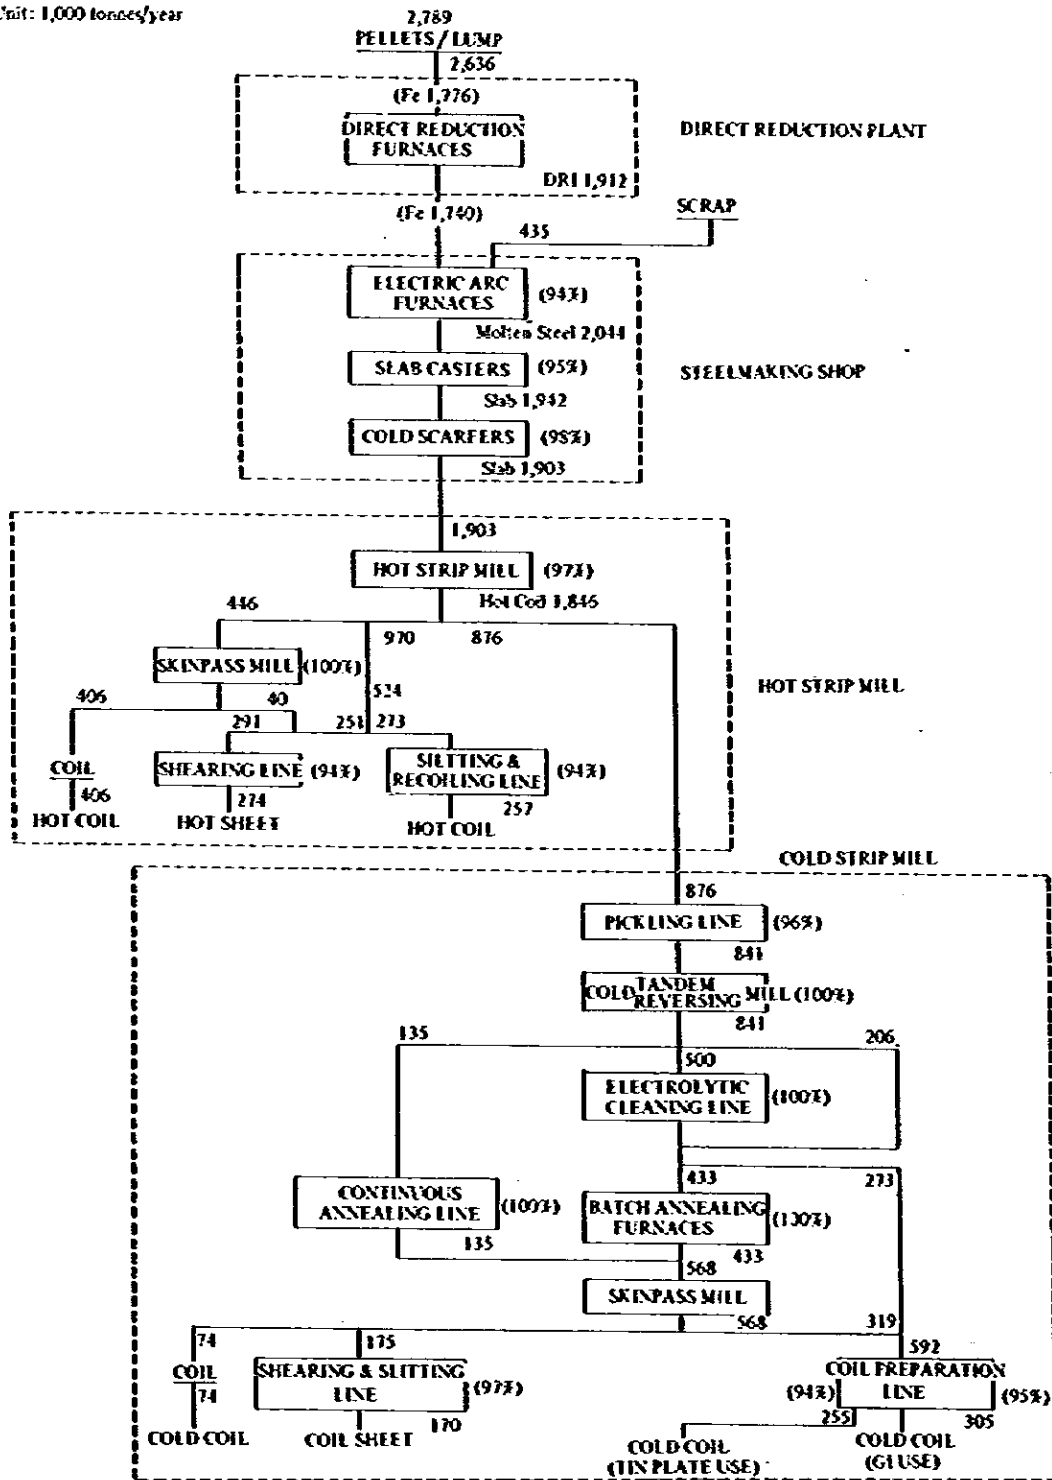 Unit: 1,000 tonnes/year
2,789
PELLETS / LUMP
2,636
(Fe 1,776)
DIRECT REDUCTION
FURNACES
DIRECT REDUCTION PLANT
DRI 1,912
(Fe 1,740)
SCRAP
435
ELECTRIC ARC
FURNACES
(94%)
Molten Steel 2,044
SLAB CASTERS
(95%)
STEELMAKING SHOP
Slab 1,942
COLD SCARFERS
(98%)
Slab 1,903
1,903
HOT STRIP MILL
(97%)
Hot Coil 1,846
446
970
876
SKINPASS MILL
(100%)
HOT STRIP MILL
406
40
524
291
251
273
COIL
SHEARING LINE
(94%)
SLITTING &
RECOILING LINE
(94%)
406
274
257
HOT COIL
HOT SHEET
HOT COIL
COLD STRIP MILL
876
PICKLING LINE
(96%)
841
COLD TANDEM REVERSING MILL
(100%)
841
135
206
500
ELECTROLYTIC
CLEANING LINE
(100%)
433
273
CONTINUOUS
ANNEALING LINE
(100%)
BATCH ANNEALING
FURNACES
(100%)
135
433
568
SKINPASS MILL
568
319
74
175
592
COIL
74
SHEARING & SLITTING
LINE
(97%)
COIL PREPARATION
LINE
(94%)
(95%)
170
255
305
COLD COIL
COIL SHEET
COLD COIL
(TIN PLATE USE)
COLD COIL
(GI USE)